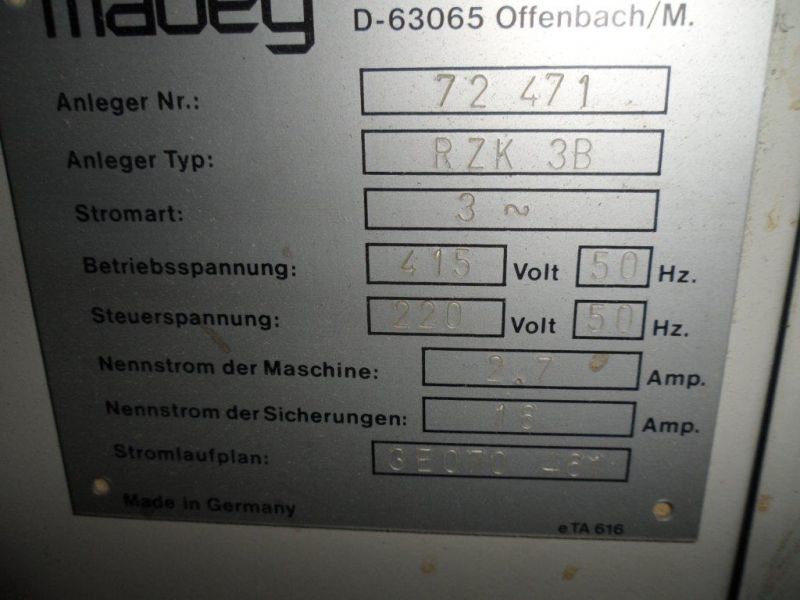 mabeg D-63065 Offenbach/M.
Anleger Nr.: 72 471
Anleger Typ: RZK 3B
Stromart: 3 ~
Betriebsspannung: 415 Volt 50 Hz.
Steuerspannung: 220 Volt 50 Hz.
Nennstrom der Maschine: 2.7 Amp.
Nennstrom der Sicherungen: Amp.
Stromlaufplan:
Made in Germany
eTA 616